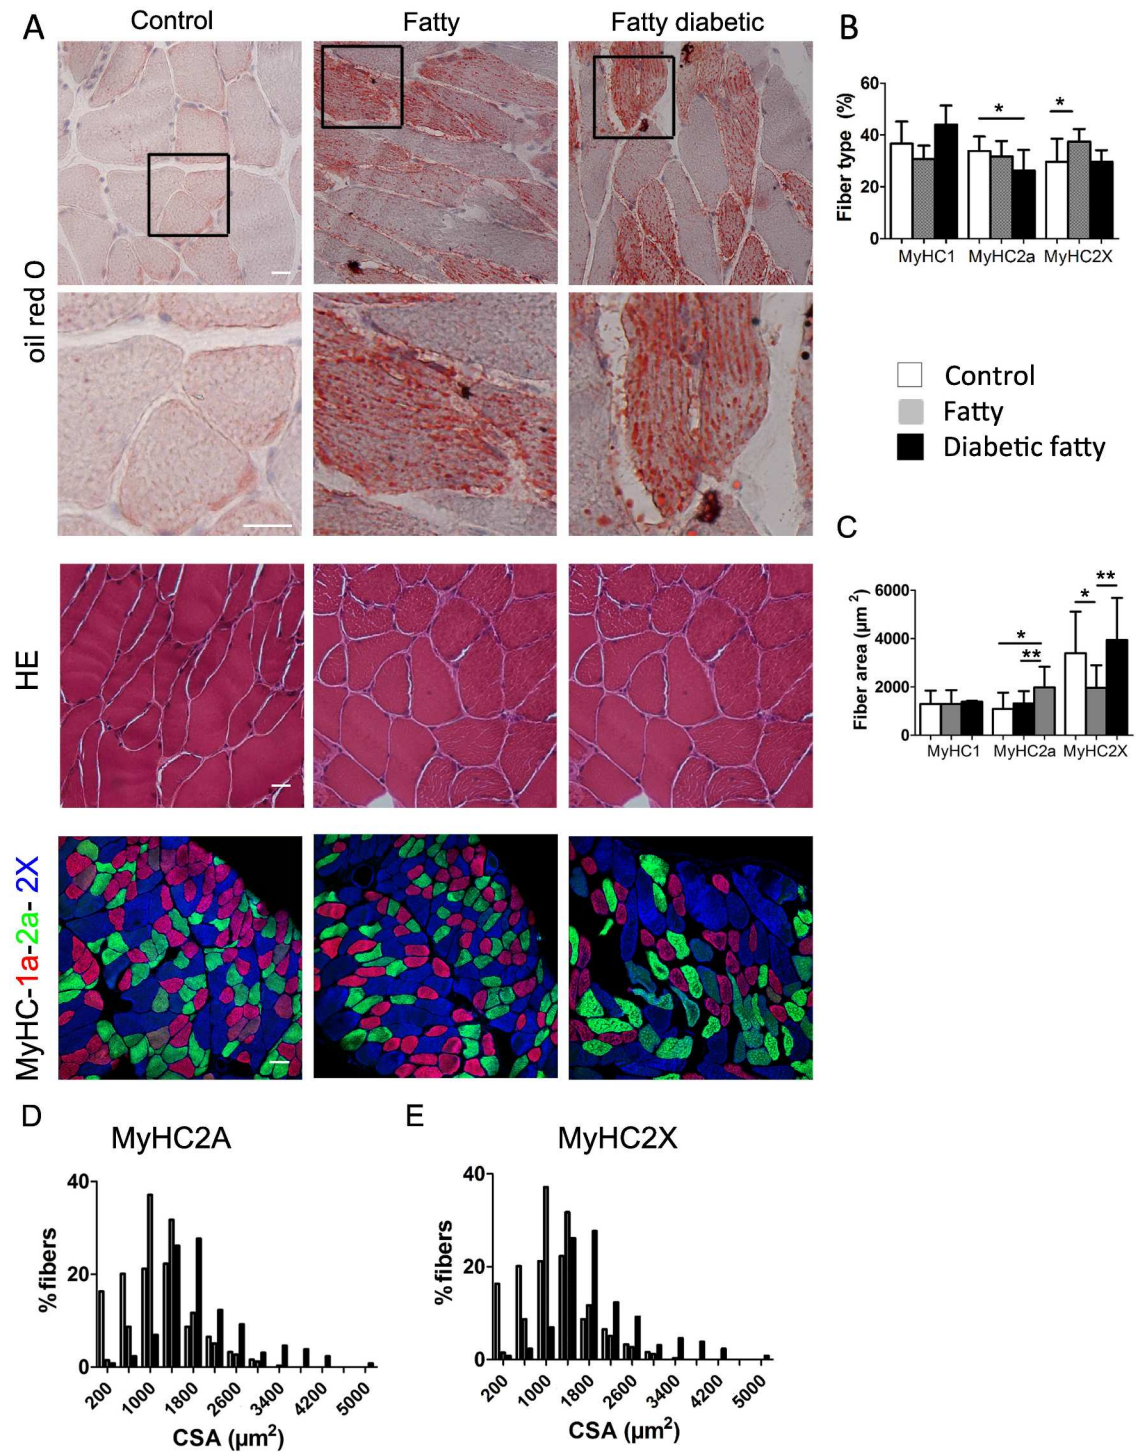 A
Control
Fatty
Fatty diabetic
oil red O
HE
MyHC-1a-2a-2X
B
Fiber type (%)
60
40
20
0
*
*
MyHC1
MyHC2a
MyHC2X
Control
Fatty
Diabetic fatty
C
Fiber area (µm 2)
6000
4000
2000
0
*
**
*
**
MyHC1
MyHC2a
MyHC2X
D
MyHC2A
% fibers
40
20
0
200
1000
1800
2600
3400
4200
5000
CSA (µm2)
E
MyHC2X
% fibers
40
20
0
200
1000
1800
2600
3400
4200
5000
CSA (µm2)